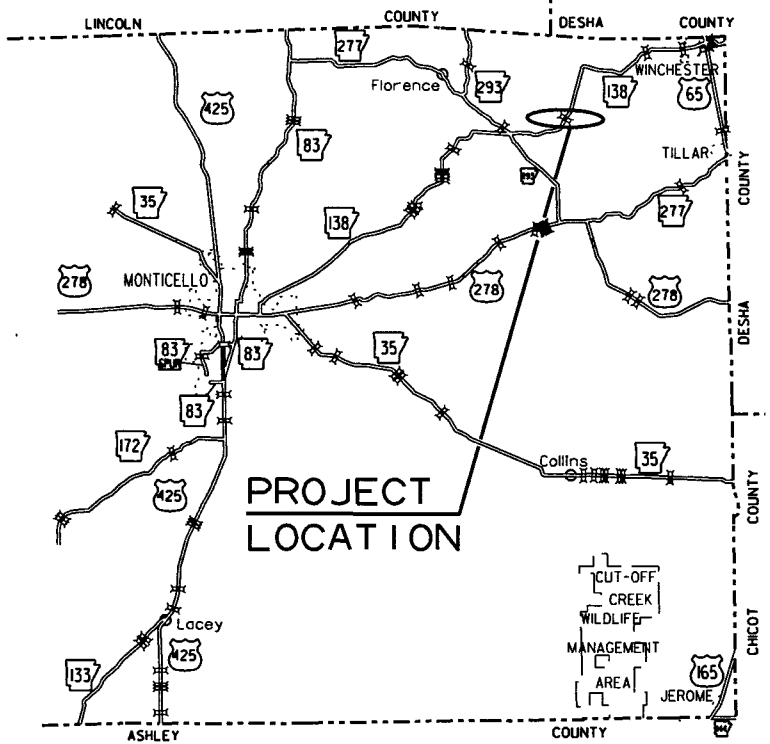 LINCOLN COUNTY DESHA COUNTY
277
Florence
293
WINCHESTER
138
65
425
83
TILLAR
COUNTY
35
138
277
278
MONTICELLO
278
278
DESHA
83
SPUR
83
35
83
172
Collins
35
425
PROJECT
LOCATION
COUNTY
CUT-OFF
CREEK
WILDLIFE
MANAGEMENT
AREA
CHICOT
Lacey
425
133
165
JEROME
ASHLEY COUNTY